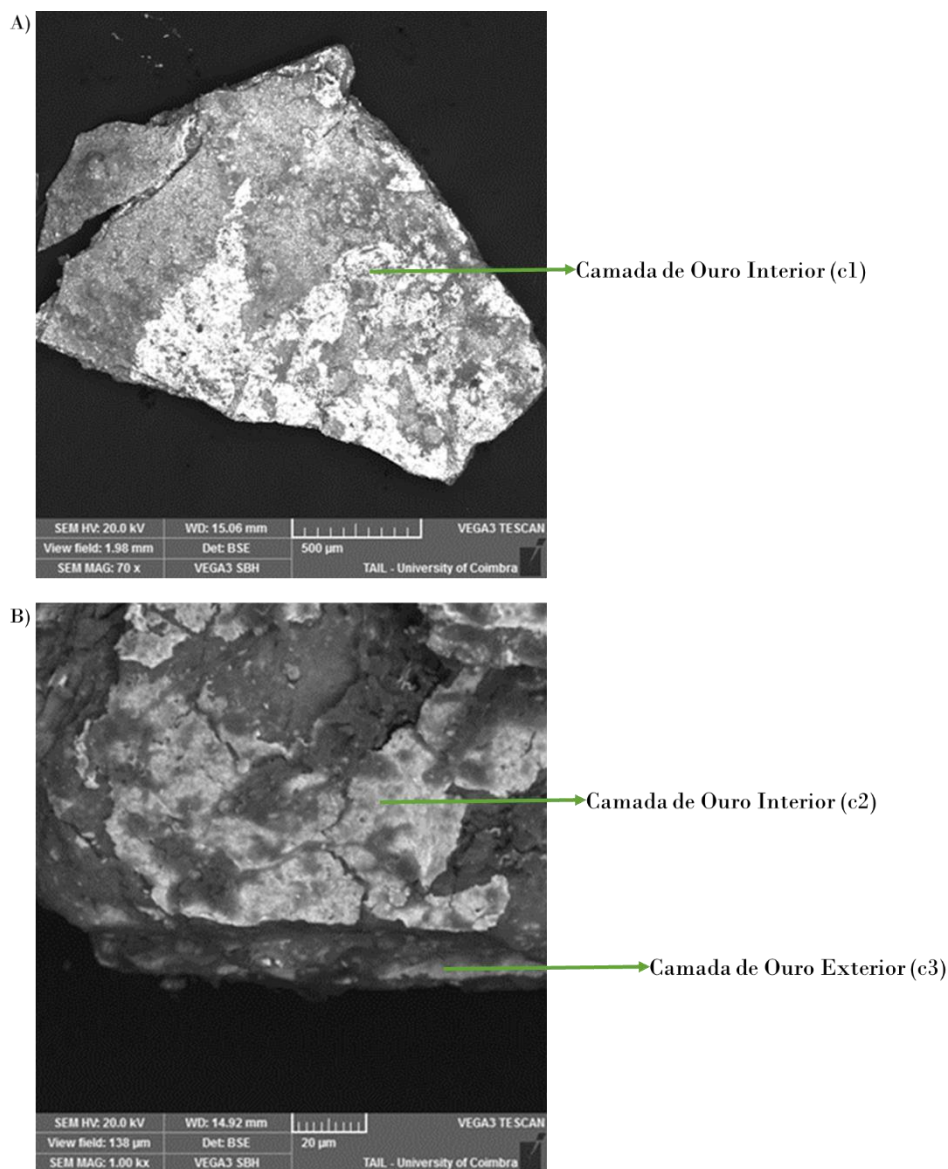 A)
Camada de Ouro Interior (c1)
SEM HV: 20.0 kV WD: 15.06 mm VEGA3 TESCAN
View field: 1.98 mm Det: BSE 500 µm
SEM MAG: 70 x VEGA3 SBH TAIL - University of Coimbra
B)
Camada de Ouro Interior (c2)
Camada de Ouro Exterior (c3)
SEM HV: 20.0 kV WD: 14.92 mm VEGA3 TESCAN
View field: 138 µm Det: BSE 20 µm
SEM MAG: 1.00 kx VEGA3 SBH TAIL - University of Coimbra